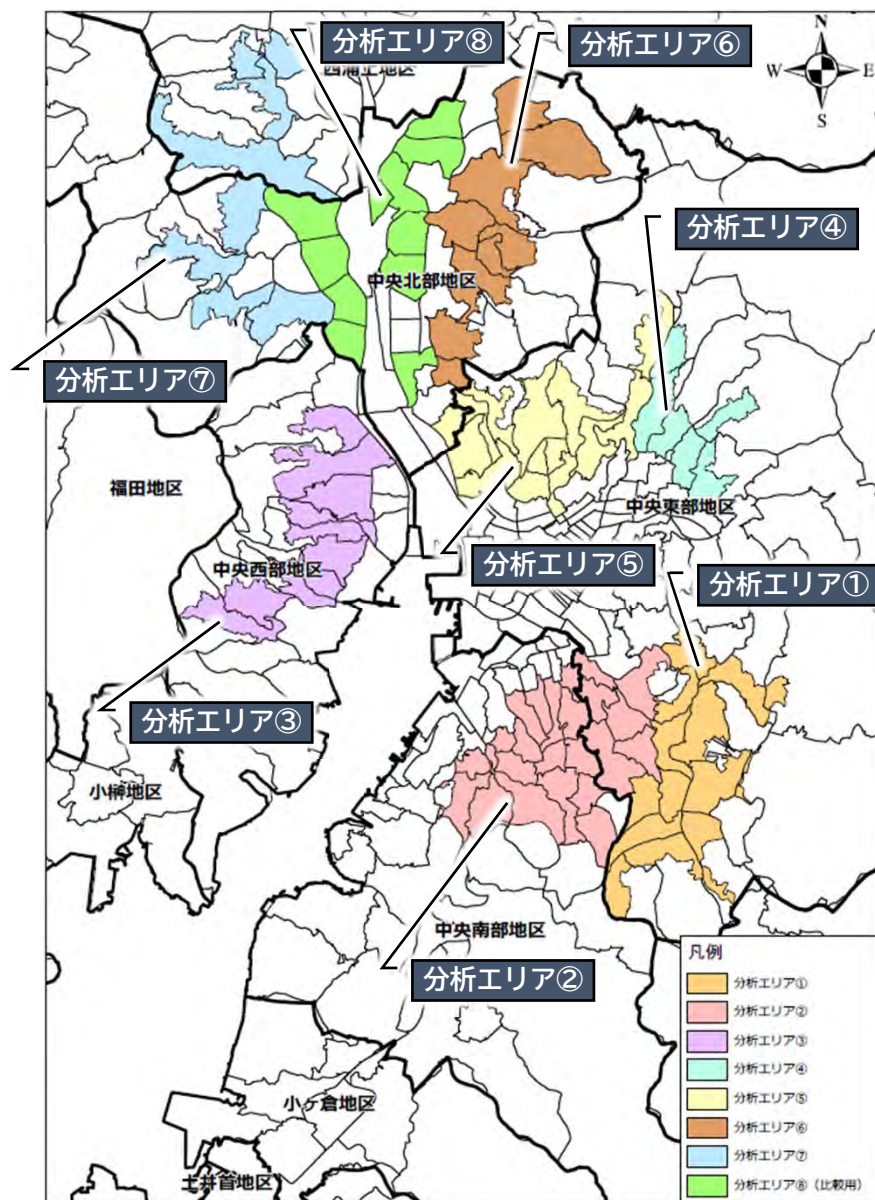 分析エリア⑧
分析エリア⑥
西浦上地区
N
W
E
S
分析エリア④
中央北部地区
分析エリア⑦
福田地区
中央東部地区
分析エリア⑤
中央西部地区
分析エリア①
分析エリア③
小榊地区
中央南部地区
分析エリア②
凡例
分析エリア①
分析エリア②
分析エリア③
分析エリア④
分析エリア⑤
分析エリア⑥
分析エリア⑦
分析エリア⑧（比較用）
小ヶ倉地区
土井首地区